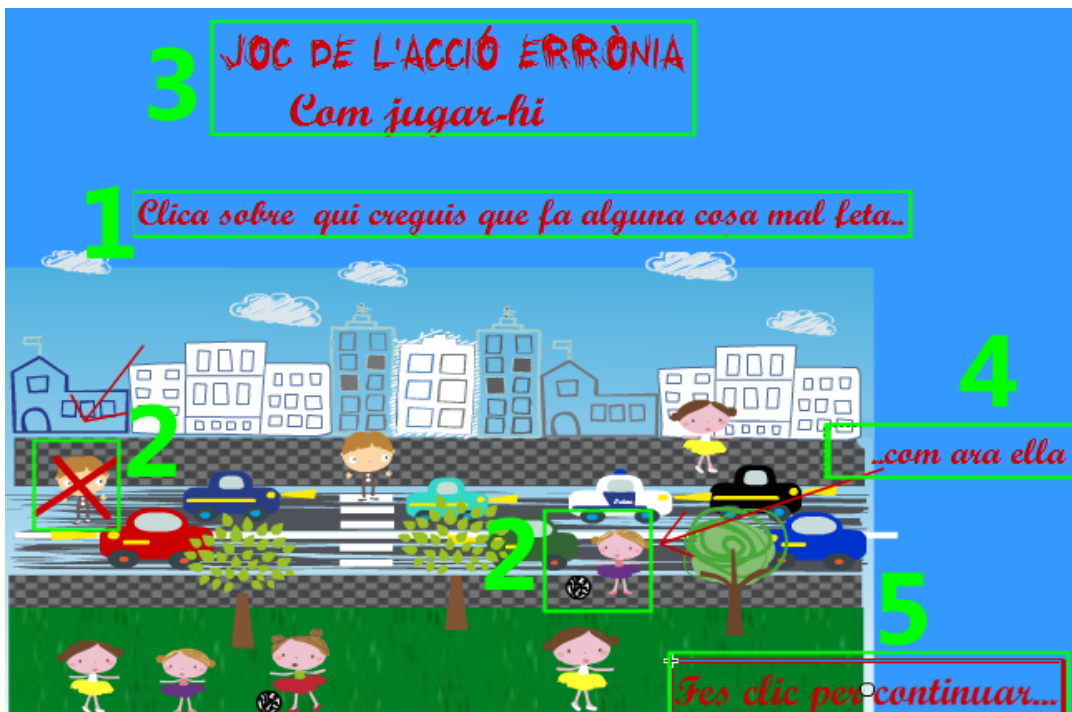 3
JOC DE L'ACCIÓ ERRÒNIA
Com jugar-hi
1
Clica sobre qui creguis que fa alguna cosa mal feta..
4
2
..com ara ella
2
5
Fes clic per continuar...